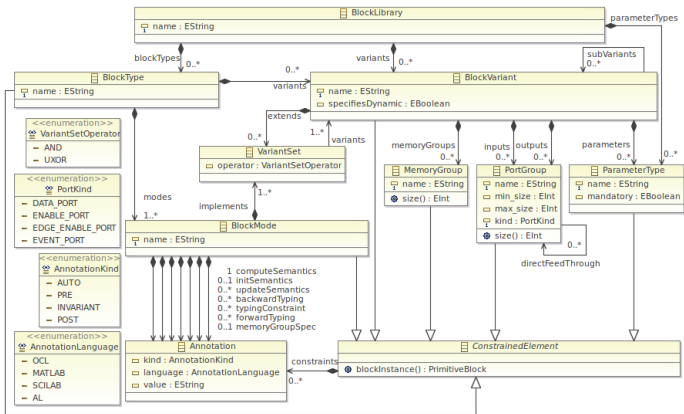 BlockLibrary
name : EString
parameterTypes
blockTypes
0..*
variants
0..*
subVariants
0..*
BlockType
name : EString
0..*
variants
BlockVariant
name : EString
specifiesDynamic : EBoolean
extends
0..*
1..*
variants
<<enumeration>>
VariantSetOperator
AND
UXOR
VariantSet
operator : VariantSetOperator
memoryGroups
0..*
inputs
0..*
outputs
0..*
parameters
0..*
0..*
MemoryGroup
name : EString
size() : EInt
PortGroup
name : EString
min_size : EInt
max_size : EInt
kind : PortKind
size() : EInt
ParameterType
name : EString
mandatory : EBoolean
<<enumeration>>
PortKind
DATA_PORT
ENABLE_PORT
EDGE_ENABLE_PORT
EVENT_PORT
modes
1..*
implements
1..*
BlockMode
name : EString
0..*
directFeedThrough
<<enumeration>>
AnnotationKind
AUTO
PRE
INVARIANT
POST
1 computeSemantics
0..1 initSemantics
0..* updateSemantics
0..* backwardTyping
0..* typingConstraint
0..* forwardTyping
0..1 memoryGroupSpec
<<enumeration>>
AnnotationLanguage
OCL
MATLAB
SCILAB
AL
Annotation
kind : AnnotationKind
language : AnnotationLanguage
value : EString
constraints
0..*
ConstrainedElement
blockInstance() : PrimitiveBlock